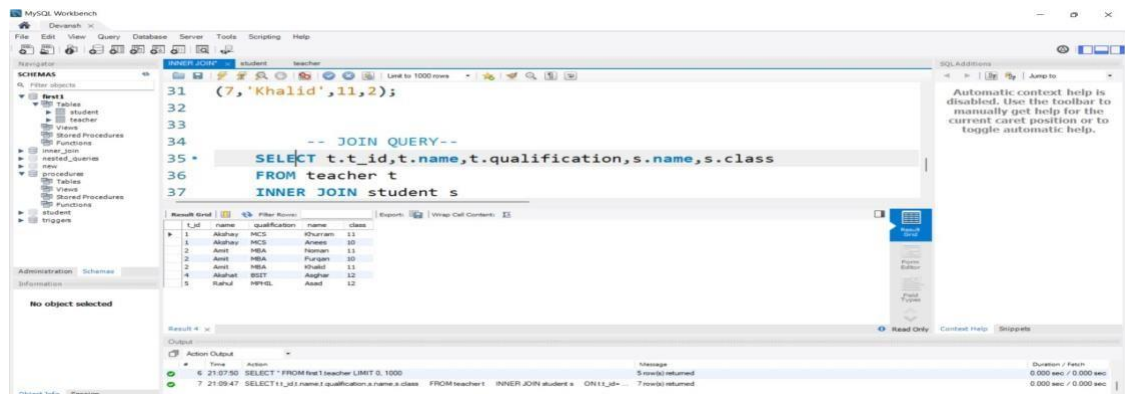 MySQL Workbench
Devansh
File Edit View Query Database Server Tools Scripting Help
Navigator
SCHEMAS
Filter objects
first1
Tables
student
teacher
Views
Stored Procedures
Functions
inner_join
nested_queries
new
procedures
Tables
Views
Stored Procedures
Functions
student
triggers
Administration Schemas
Information
No object selected
INNER JOIN* student teacher
Limit to 1000 rows
31 (7,'Khalid',11,2);
32
33
34 -- JOIN QUERY--
35 SELECT t.t_id,t.name,t.qualification,s.name,s.class
36 FROM teacher t
37 INNER JOIN student s
Result Grid Filter Rows: Export: Wrap Cell Content:
t_id name qualification name class
1 Akshay MCS Khurram 11
1 Akshay MCS Anees 10
2 Amit MBA Noman 11
2 Amit MBA Furqan 10
2 Amit MBA Khalid 11
4 Akshat BSIT Asghar 12
5 Rahul MPHIL Asad 12
Result Grid
Form Editor
Field Types
Result 4
Read Only
SQLAdditions
Jump to
Automatic context help is
disabled. Use the toolbar to
manually get help for the
current caret position or to
toggle automatic help.
Context Help Snippets
Output
Action Output
# Time Action Message Duration / Fetch
6 21:07:50 SELECT * FROM first1.teacher LIMIT 0, 1000 5 row(s) returned 0.000 sec / 0.000 sec
7 21:09:47 SELECT t.t_id,t.name,t.qualification,s.name,s.class FROM teacher t INNER JOIN student s ON t.t_id=... 7 row(s) returned 0.000 sec / 0.000 sec